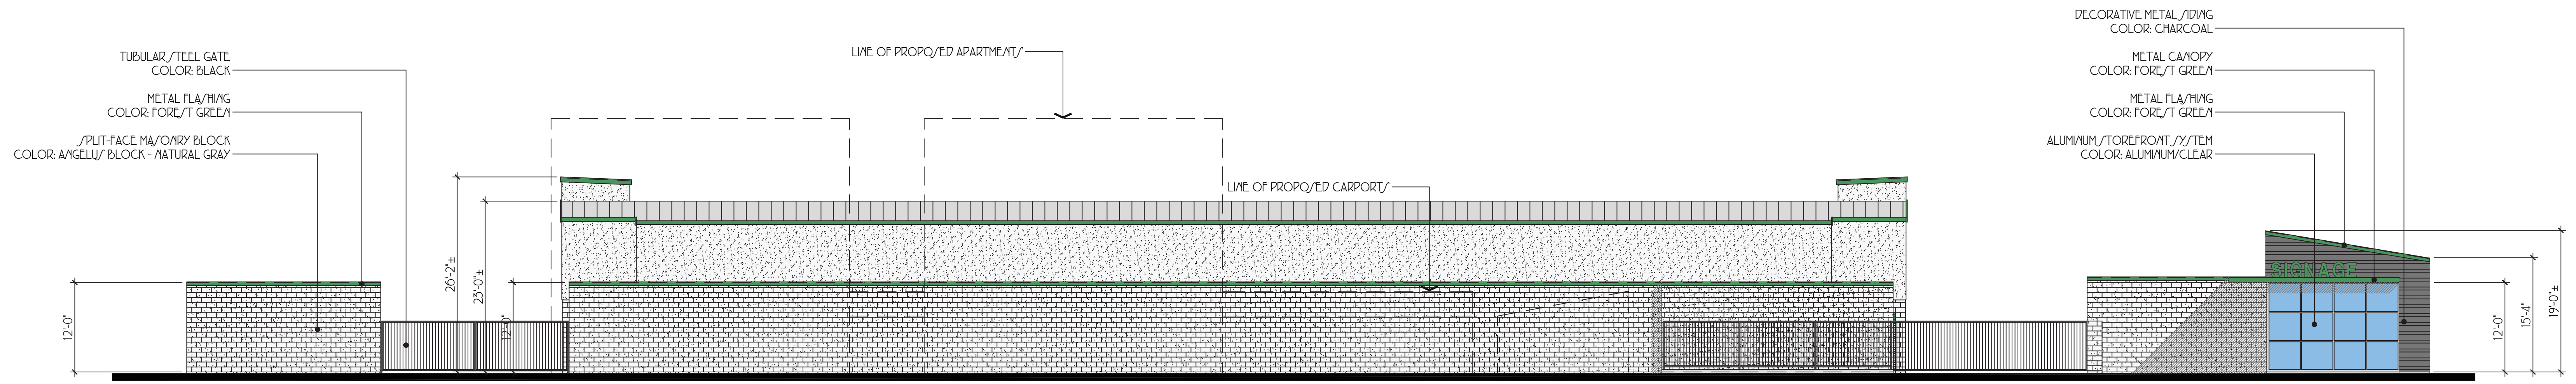 TUBULAR STEEL GATE
COLOR: BLACK
METAL FLASHING
COLOR: FOREST GREEN
SPLIT-FACE MASONRY BLOCK
COLOR: ANGELUS BLOCK - NATURAL GRAY
12'-0"
26'-2"±
23'-0"±
12'-0"
LINE OF PROPOSED APARTMENTS
LINE OF PROPOSED CARPORTS
DECORATIVE METAL SIDING
COLOR: CHARCOAL
METAL CANOPY
COLOR: FOREST GREEN
METAL FLASHING
COLOR: FOREST GREEN
ALUMINUM STOREFRONT SYSTEM
COLOR: ALUMINUM/CLEAR
SIGNAGE
12'-0"
15'-4"
19'-0"±